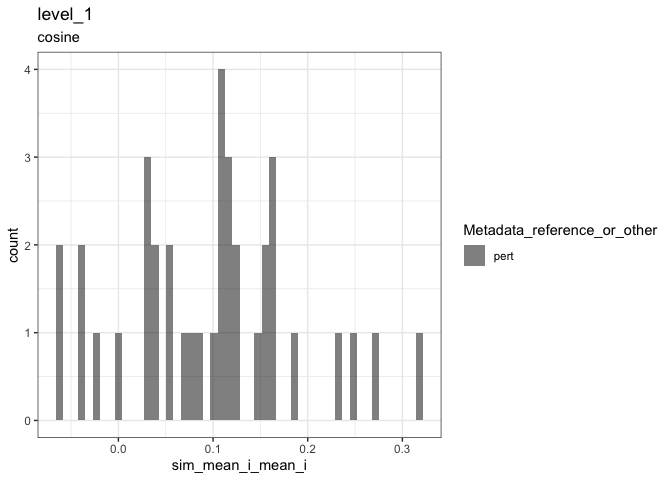 level_1
cosine
4
3
2
1
0
count
0.0 0.1 0.2 0.3
sim_mean_i_mean_i
Metadata_reference_or_other
pert